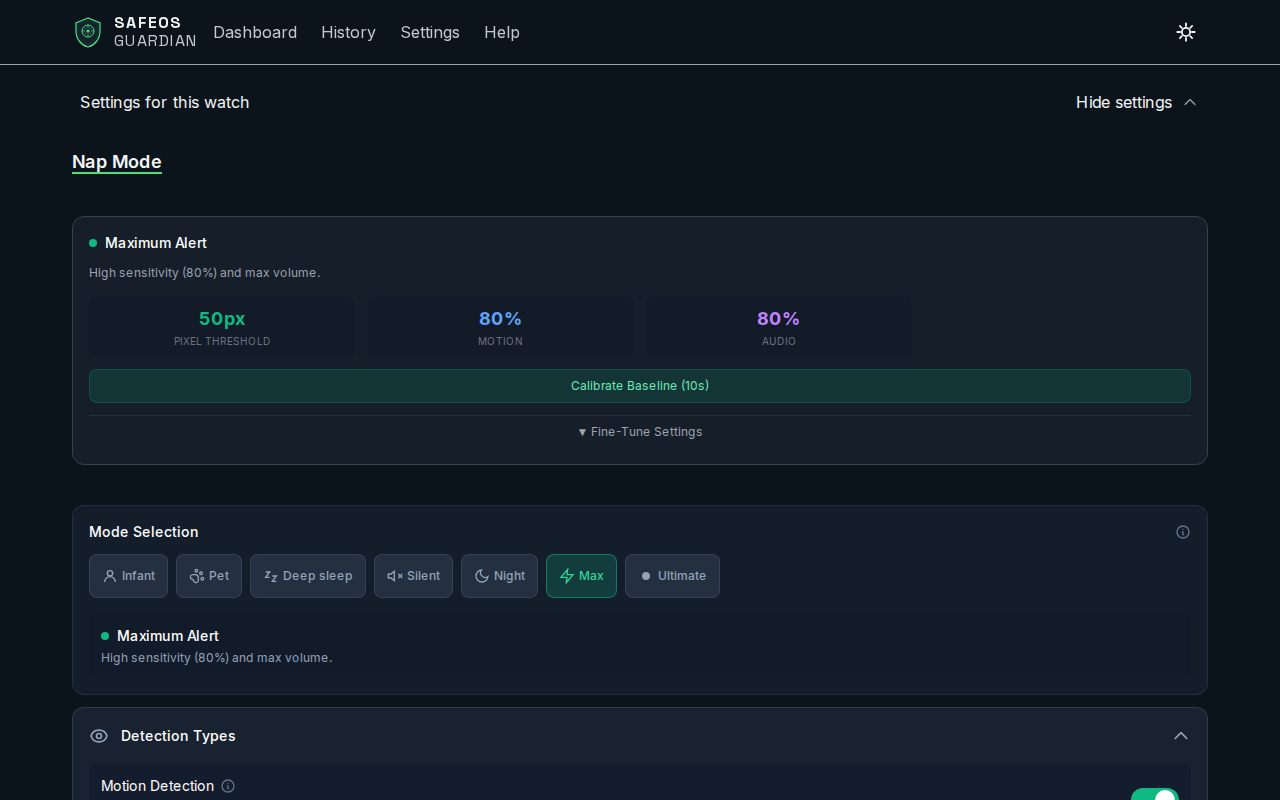 SAFEOS
GUARDIAN
Dashboard History Settings Help
Settings for this watch Hide settings
Nap Mode
Maximum Alert
High sensitivity (80%) and max volume.
50px 80% 80%
PIXEL THRESHOLD MOTION AUDIO
Calibrate Baseline (10s)
▼ Fine-Tune Settings
Mode Selection
Infant Pet Deep sleep Silent Night Max Ultimate
Maximum Alert
High sensitivity (80%) and max volume.
Detection Types
Motion Detection